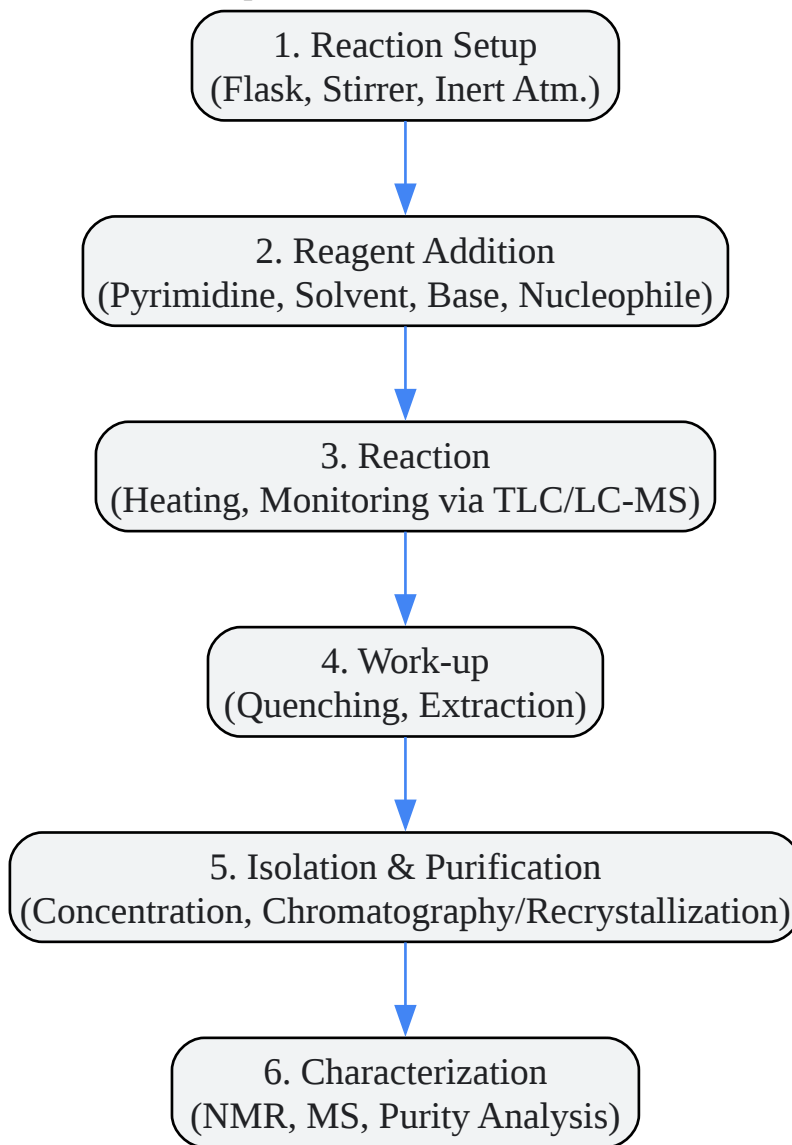 1. Reaction Setup
(Flask, Stirrer, Inert Atm.)
2. Reagent Addition
(Pyrimidine, Solvent, Base, Nucleophile)
3. Reaction
(Heating, Monitoring via TLC/LC-MS)
4. Work-up
(Quenching, Extraction)
5. Isolation & Purification
(Concentration, Chromatography/Recrystallization)
6. Characterization
(NMR, MS, Purity Analysis)